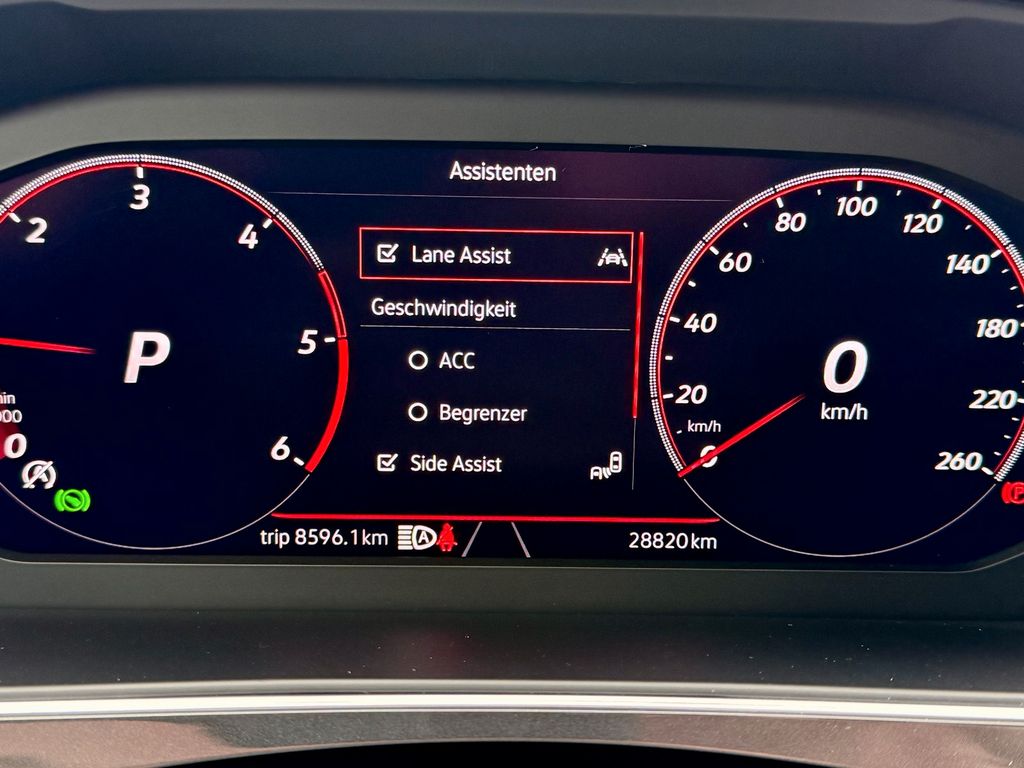 Assistenten
2
3
4
5
6
P
0
Lane Assist
Geschwindigkeit
ACC
Begrenzer
Side Assist
A
trip 8596.1km
A
28820km
0
20
40
60
80
100
120
140
180
220
260
km/h
0
km/h
P